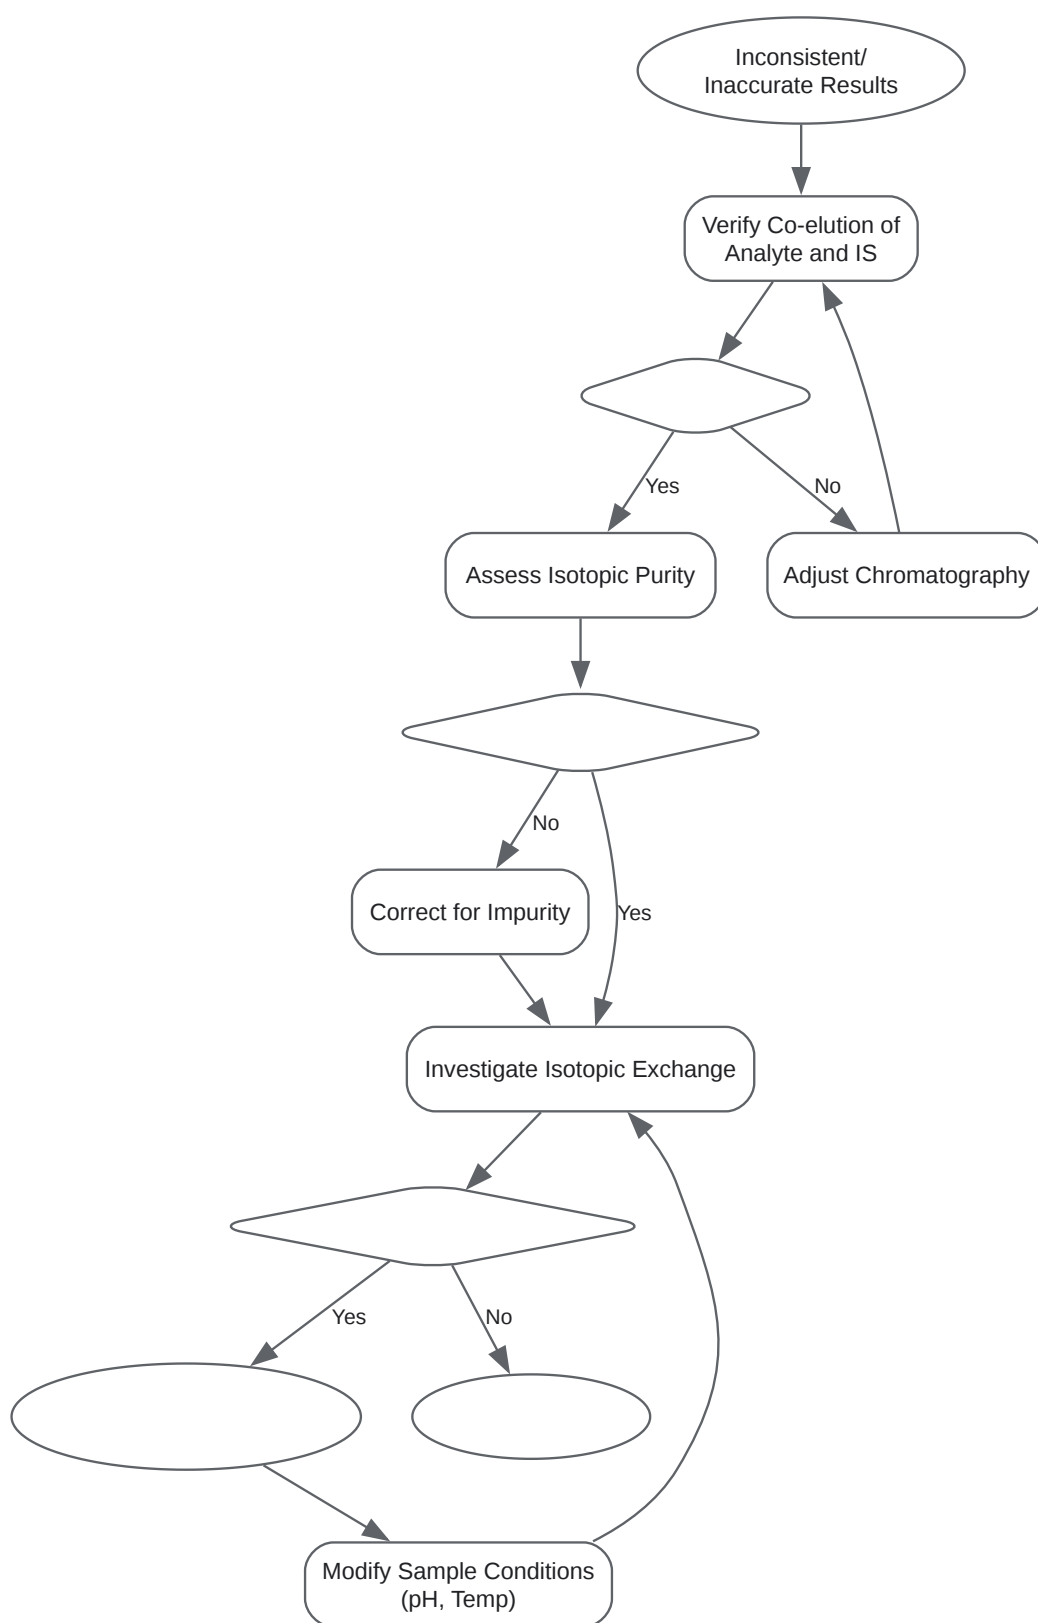 Inconsistent/
Inaccurate Results
Verify Co-elution of
Analyte and IS
Yes
No
Assess Isotopic Purity
Adjust Chromatography
No
Correct for Impurity
Yes
Investigate Isotopic Exchange
Yes
No
Modify Sample Conditions
(pH, Temp)